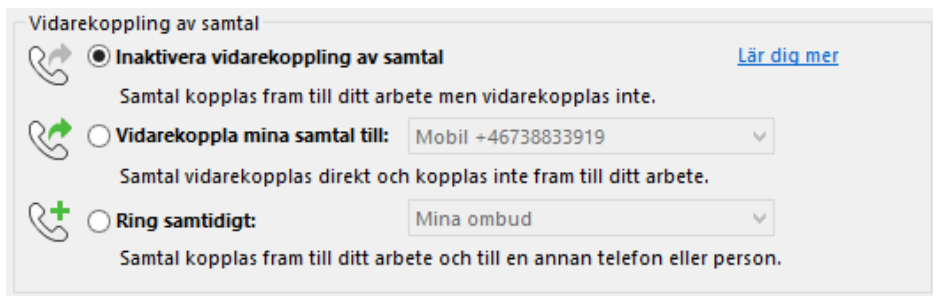 Vidarekoppling av samtal
Inaktivera vidarekoppling av samtal Lär dig mer
Samtal kopplas fram till ditt arbete men vidarekopplas inte.
Vidarekoppla mina samtal till: Mobil +46738833919
Samtal vidarekopplas direkt och kopplas inte fram till ditt arbete.
Ring samtidigt: Mina ombud
Samtal kopplas fram till ditt arbete och till en annan telefon eller person.